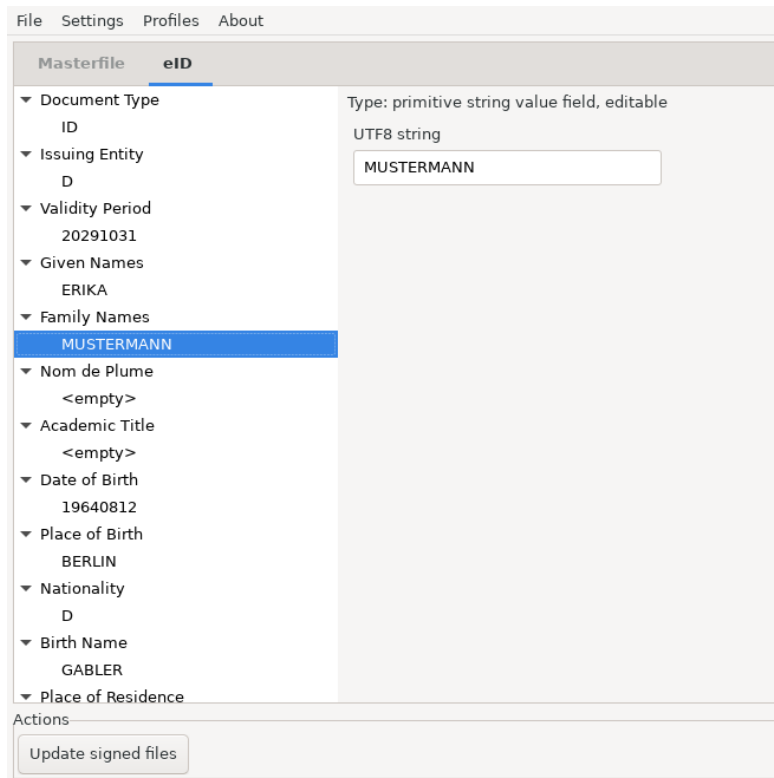 File Settings Profiles About
Masterfile eID
Document Type
ID
Issuing Entity
D
Validity Period
20291031
Given Names
ERIKA
Family Names
MUSTERMANN
Nom de Plume
<empty>
Academic Title
<empty>
Date of Birth
19640812
Place of Birth
BERLIN
Nationality
D
Birth Name
GABLER
Place of Residence
Type: primitive string value field, editable
UTF8 string
MUSTERMANN
Actions
Update signed files